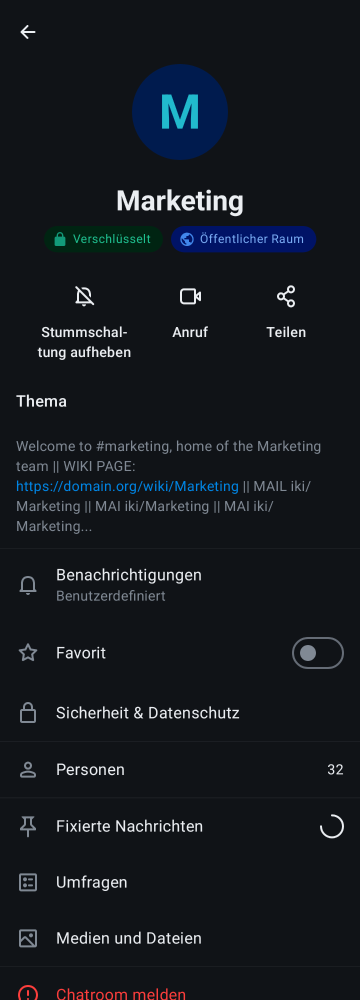 M
Marketing
Verschlüsselt
Öffentlicher Raum
Stummschal-
tung aufheben
Anruf
Teilen
Thema
Welcome to #marketing, home of the Marketing
team || WIKI PAGE:
https://domain.org/wiki/Marketing || MAIL iki/
Marketing || MAI iki/Marketing || MAI iki/
Marketing...
Benachrichtigungen
Benutzerdefiniert
Favorit
Sicherheit & Datenschutz
Personen
32
Fixierte Nachrichten
Umfragen
Medien und Dateien
Chatroom melden